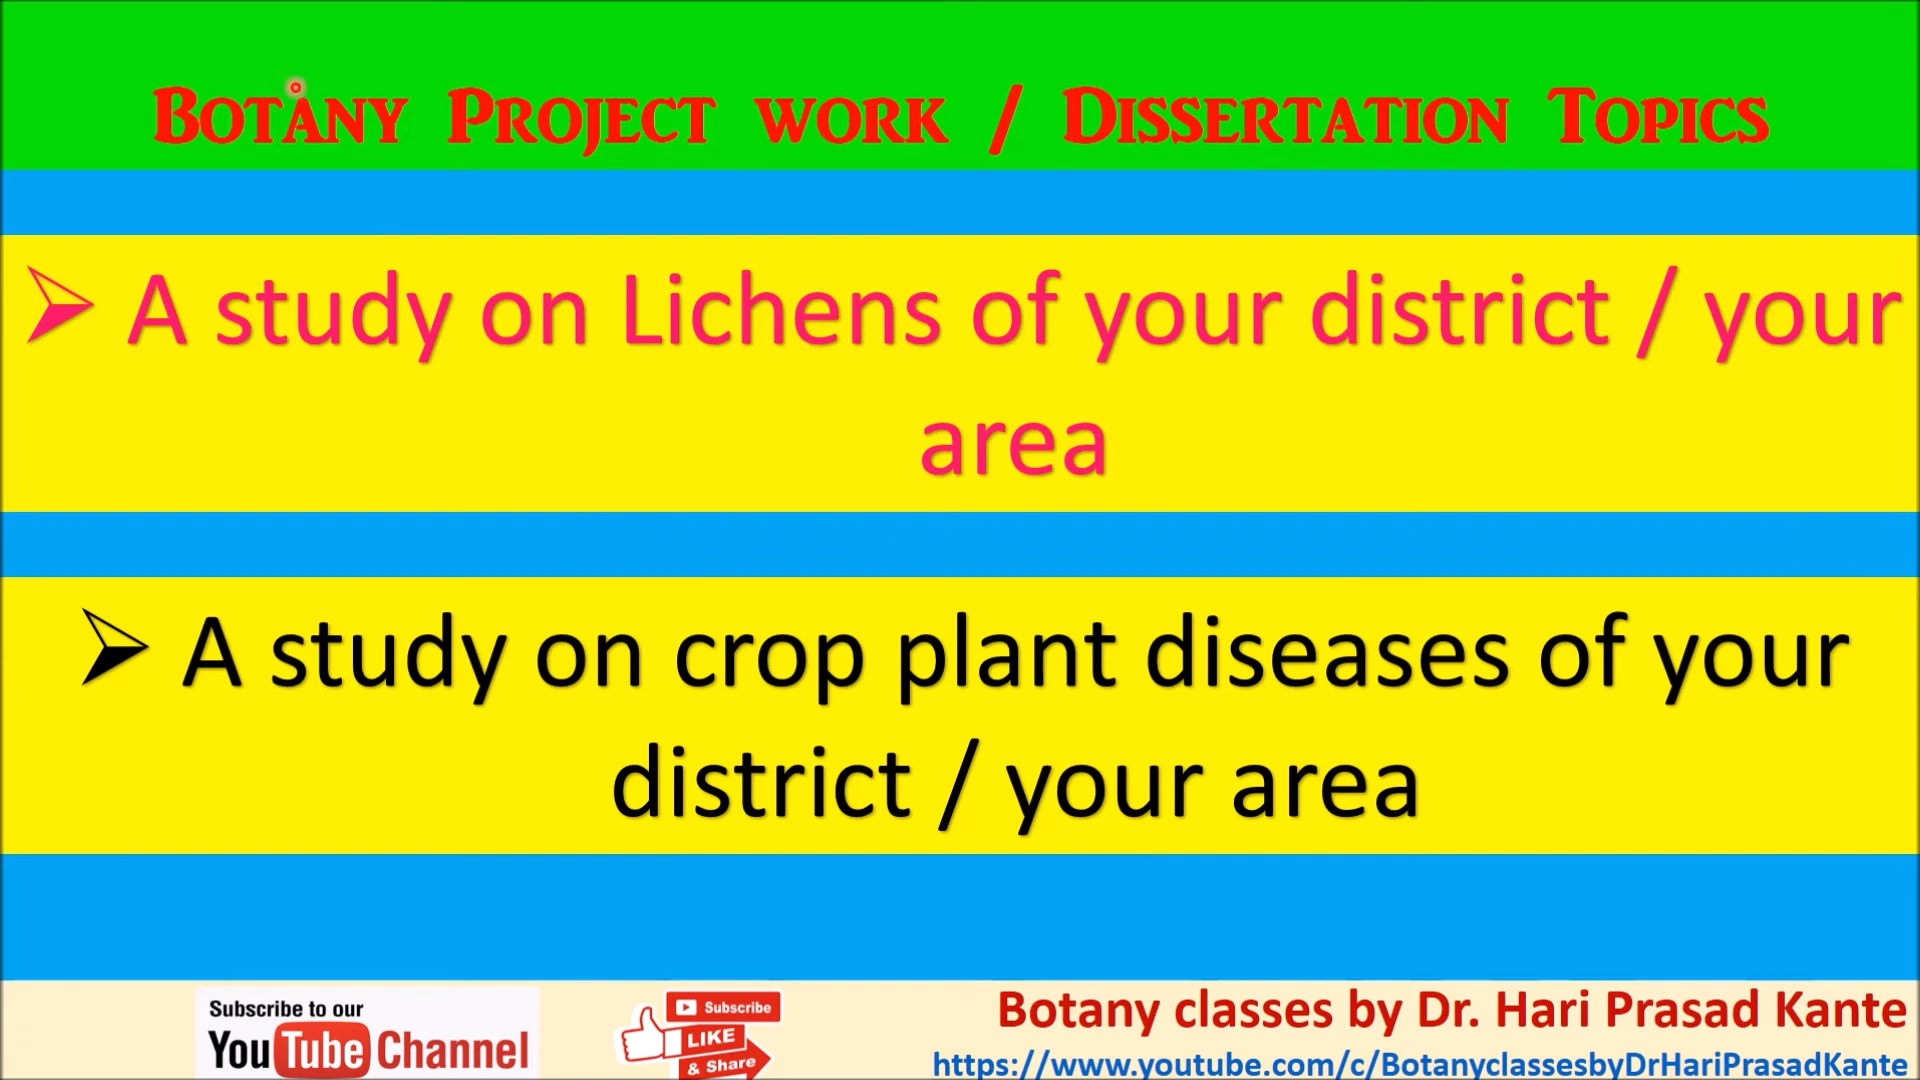 Botany Project work / Dissertation Topics
➢ A study on Lichens of your district / your
area
➢ A study on crop plant diseases of your
district / your area
Subscribe to our
YouTube Channel
Subscribe
LIKE
& Share
Botany classes by Dr. Hari Prasad Kante
https://www.youtube.com/c/BotanyclassesbyDrHariPrasadKante